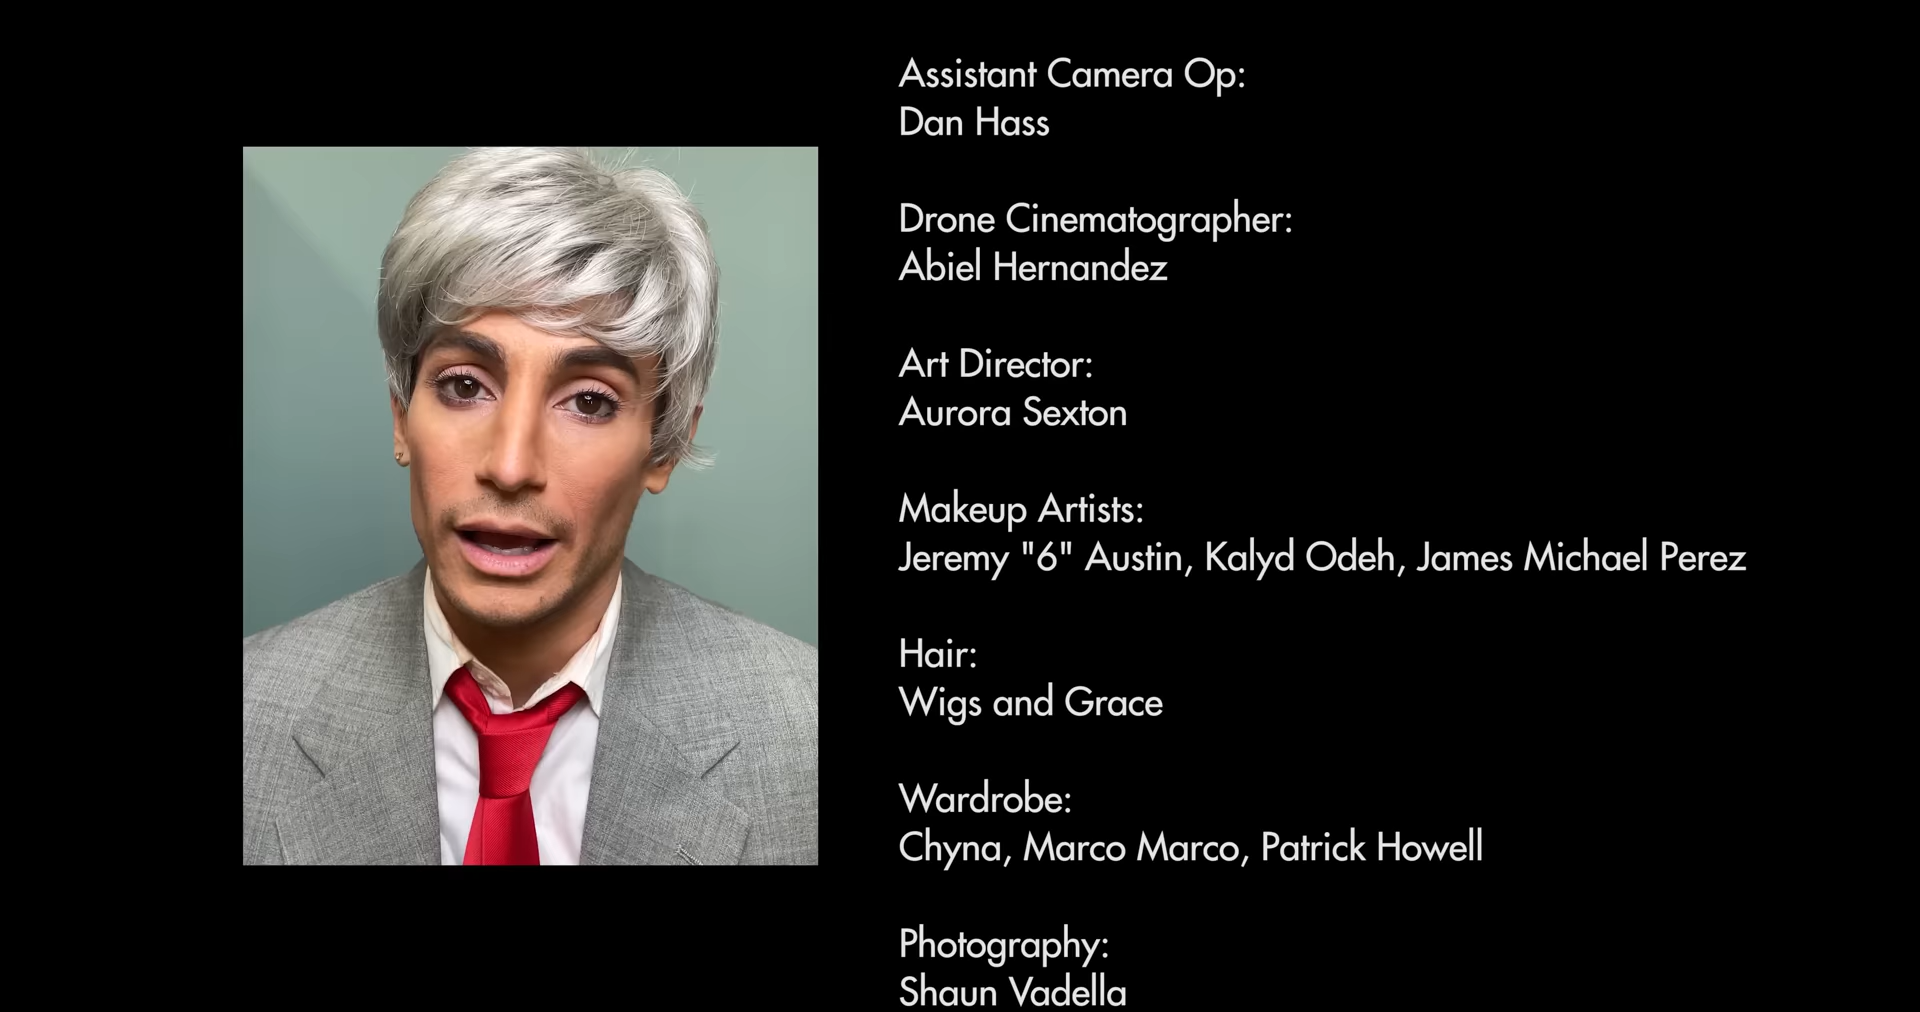 Assistant Camera Op:
Dan Hass
Drone Cinematographer:
Abiel Hernandez
Art Director:
Aurora Sexton
Makeup Artists:
Jeremy "6" Austin, Kalyd Odeh, James Michael Perez
Hair:
Wigs and Grace
Wardrobe:
Chyna, Marco Marco, Patrick Howell
Photography:
Shaun Vadella